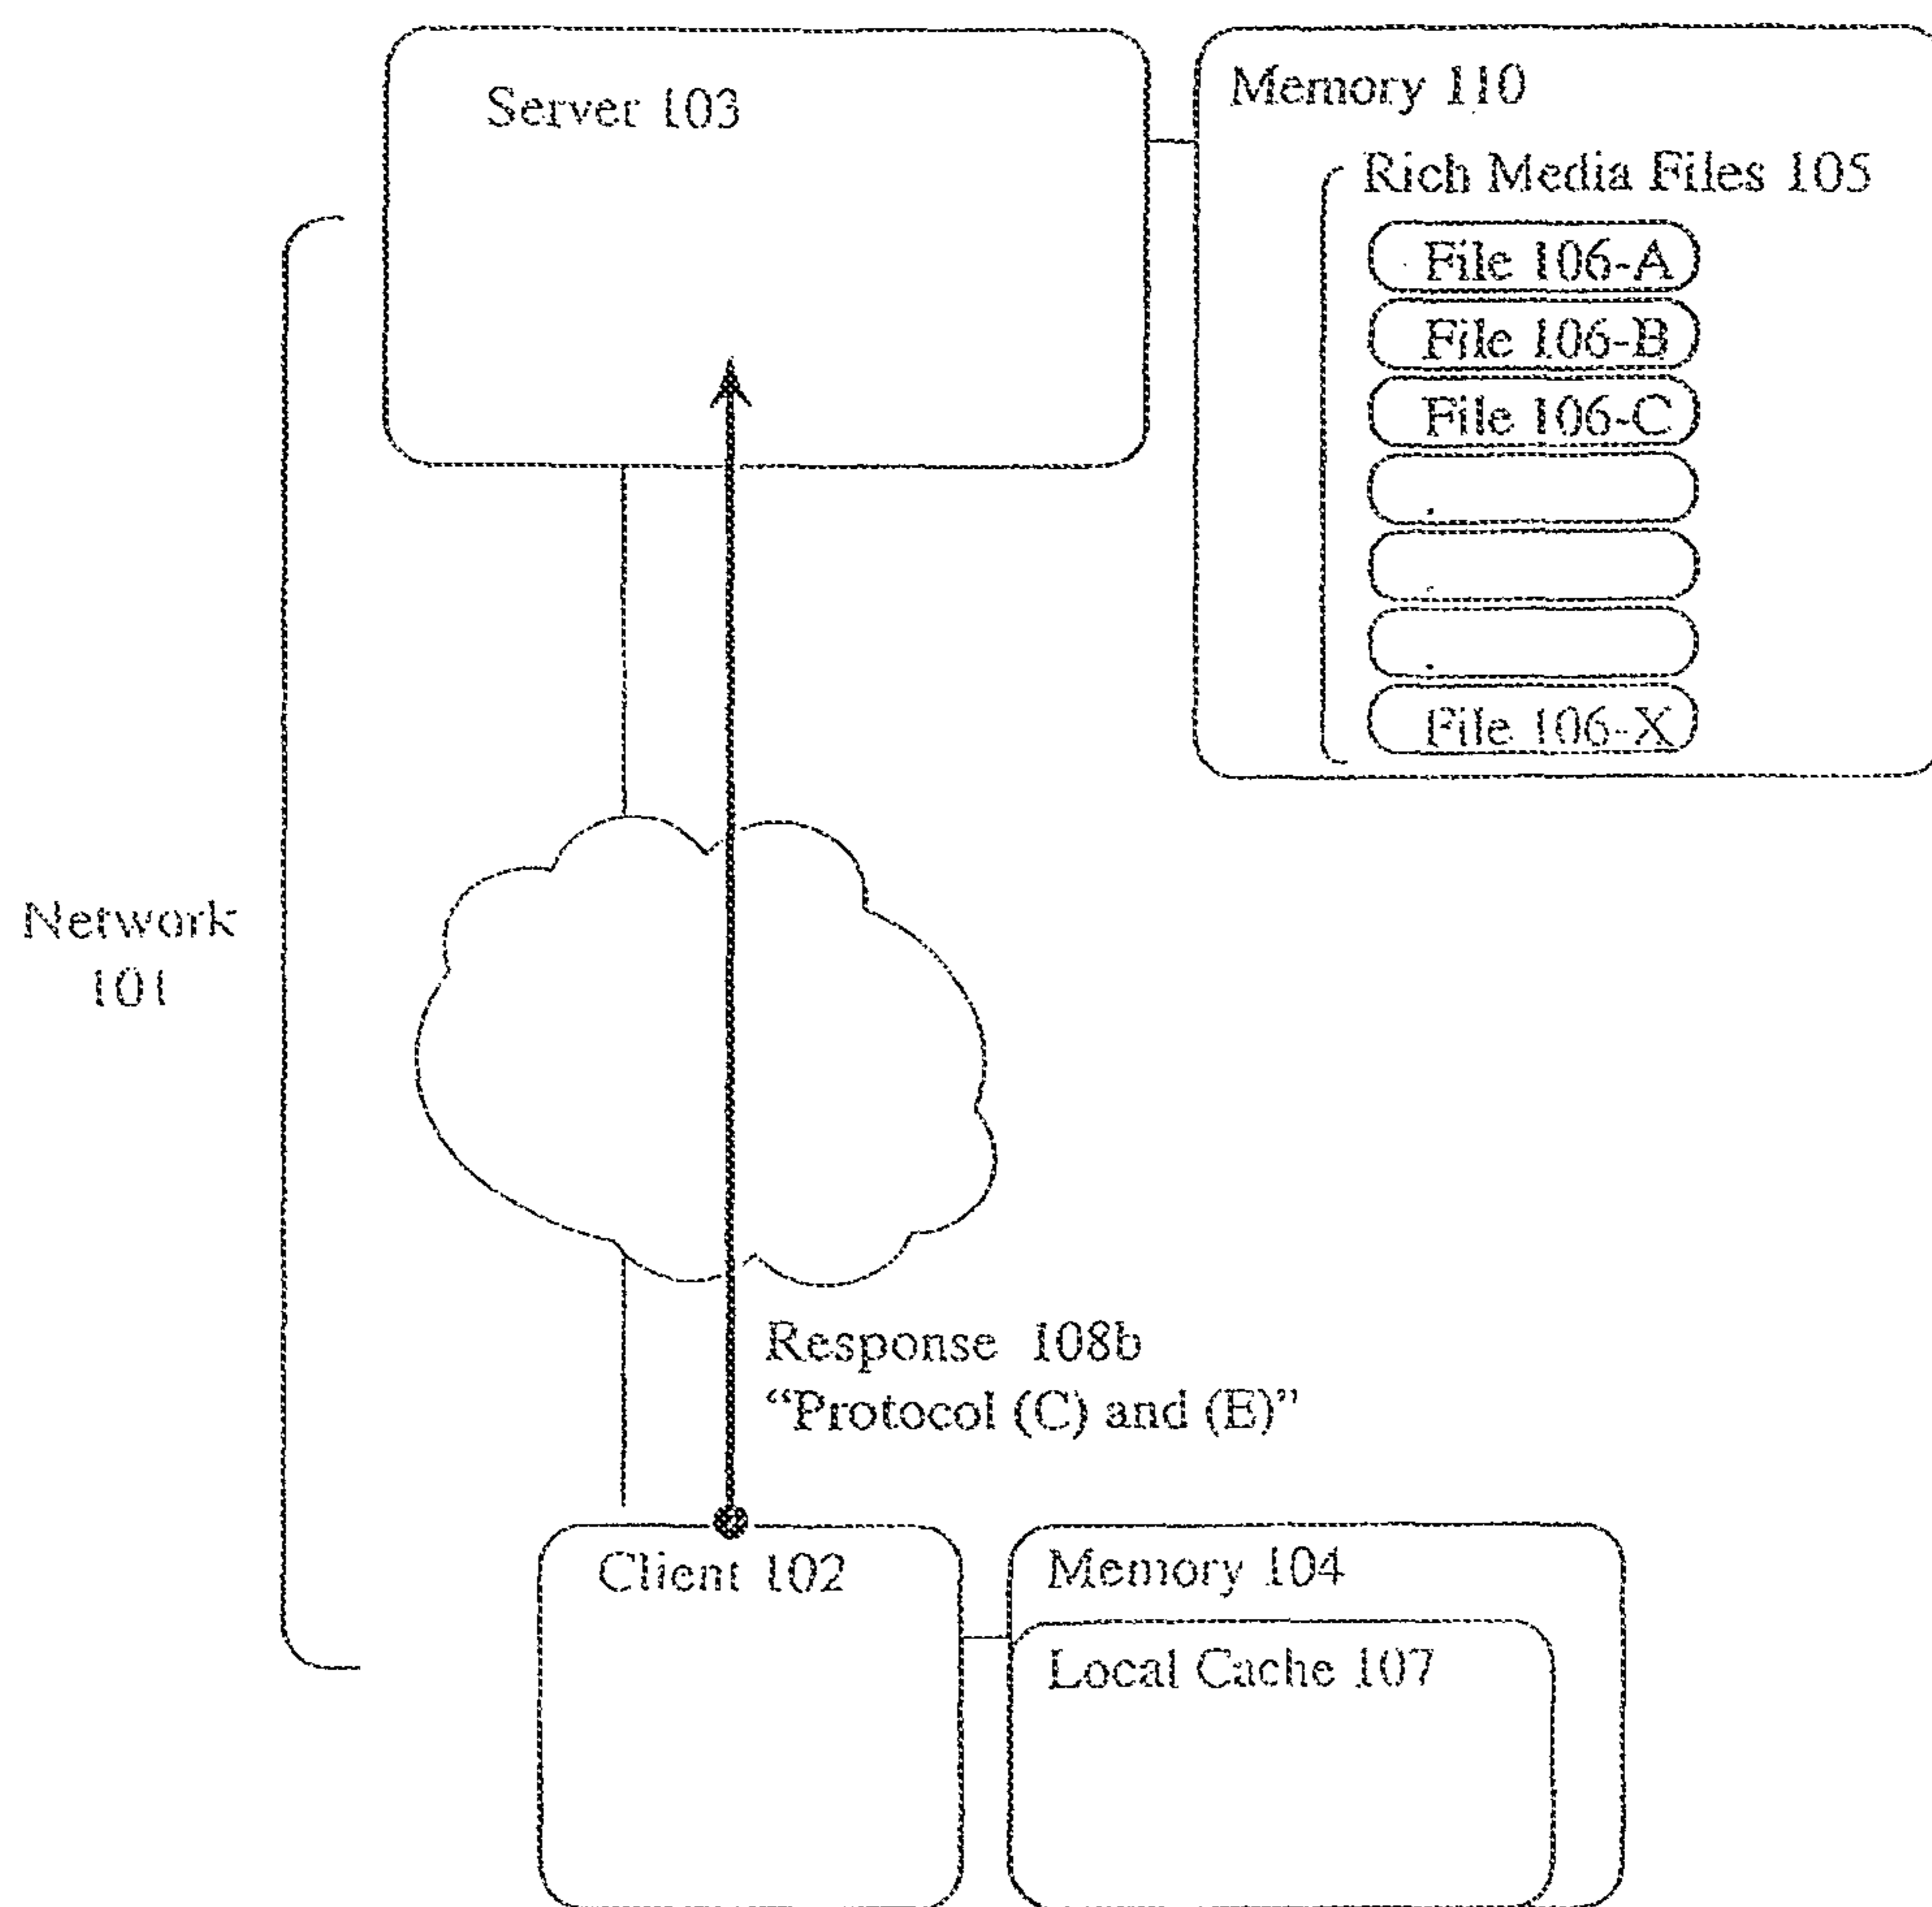 Server 103
Memory 110
Rich Media Files 105
File 106-A
File 106-B
File 106-C
.
.
.
File 106-X
Network
101
Response 108b
“Protocol (C) and (E)”
Client 102
Memory 104
Local Cache 107